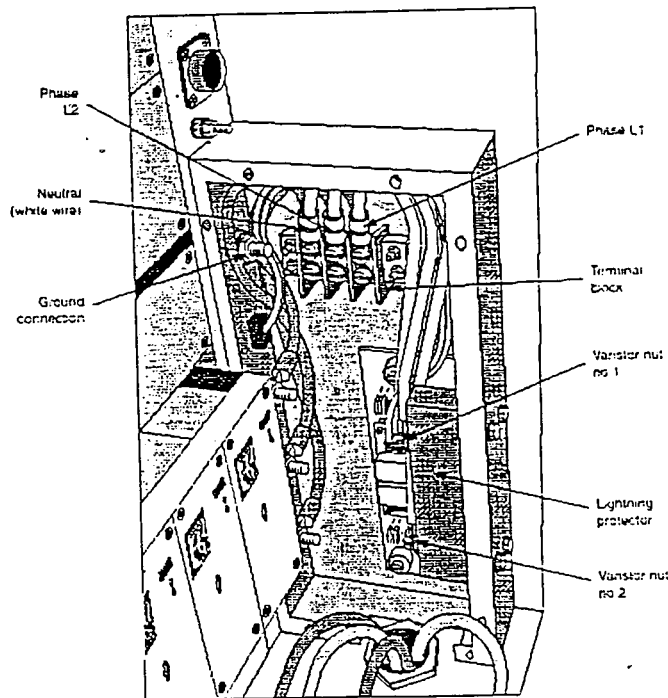 Phase
L2
Neutral
(white wire)
Ground
connection
Phase L1
Terminal
block
Varistor nut
no 1
Lightning
protector
Varistor nut
no 2